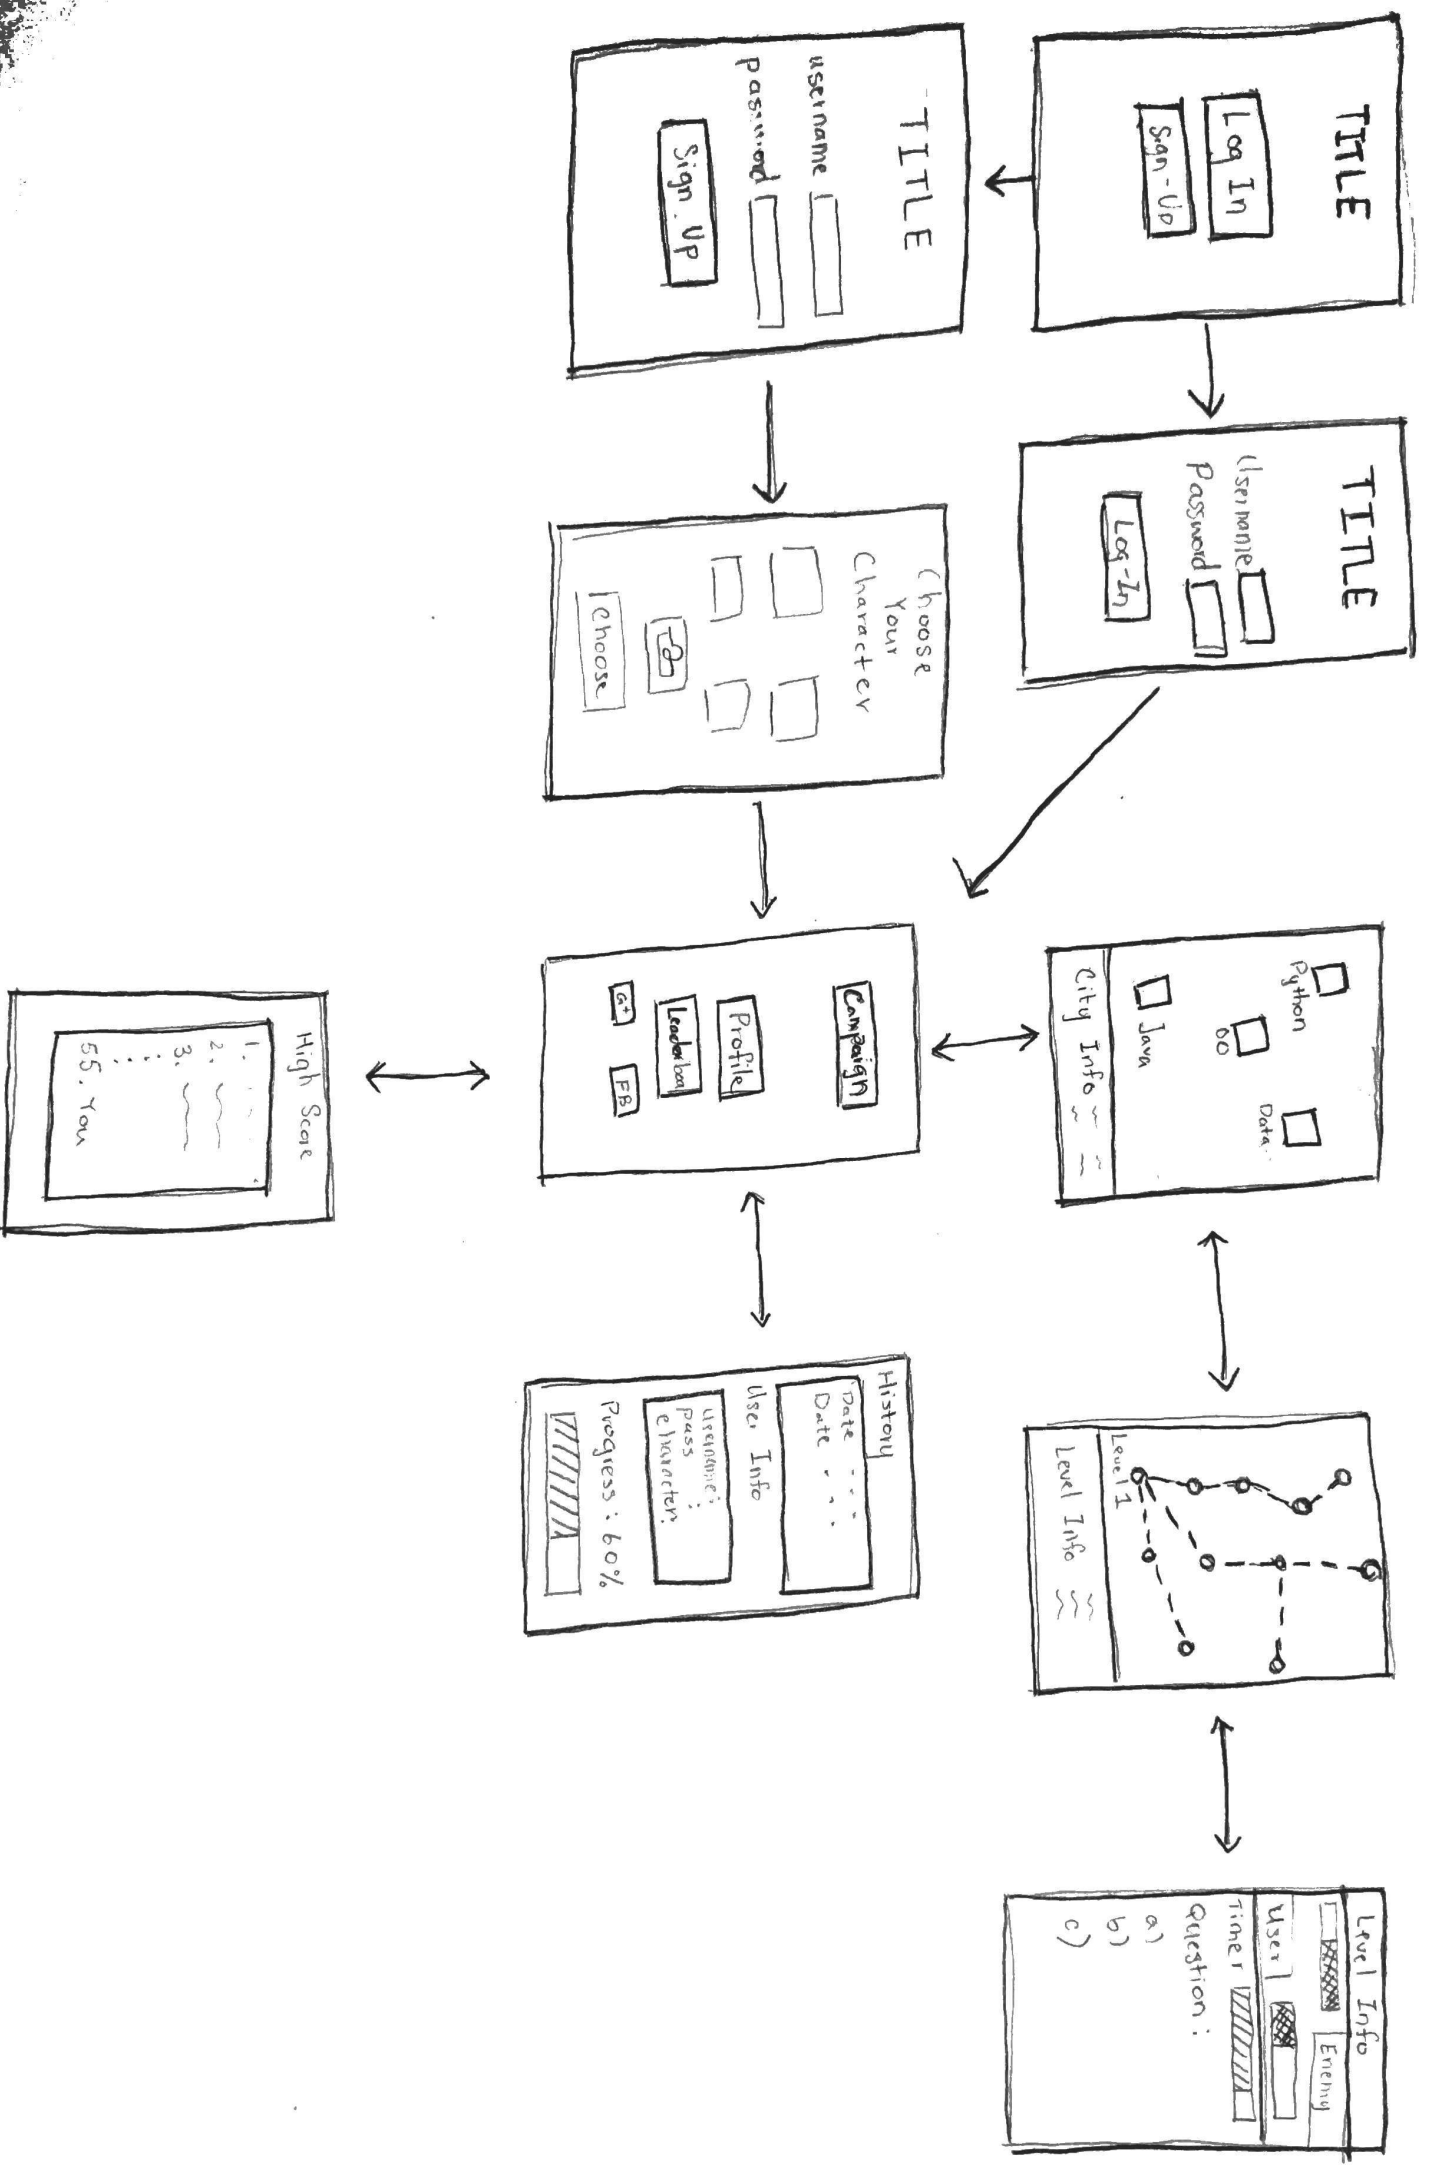 TITLE
Log In
Sign-Up
TITLE
Username
Password
Log-In
Python
OO
Data..
Java
City Info
Level 1
Level Info
Level Info
Enemy
User
Timer
Question:
a)
b)
c)
TITLE
username
password
Sign-Up
Choose
Your
Character
Choose
Campaign
Profile
Leaderboa
G+
FB
History
Date
Date
User Info
Username:
pass :
character:
Progress: 60%
High Score
1.
2.
3.
55. You